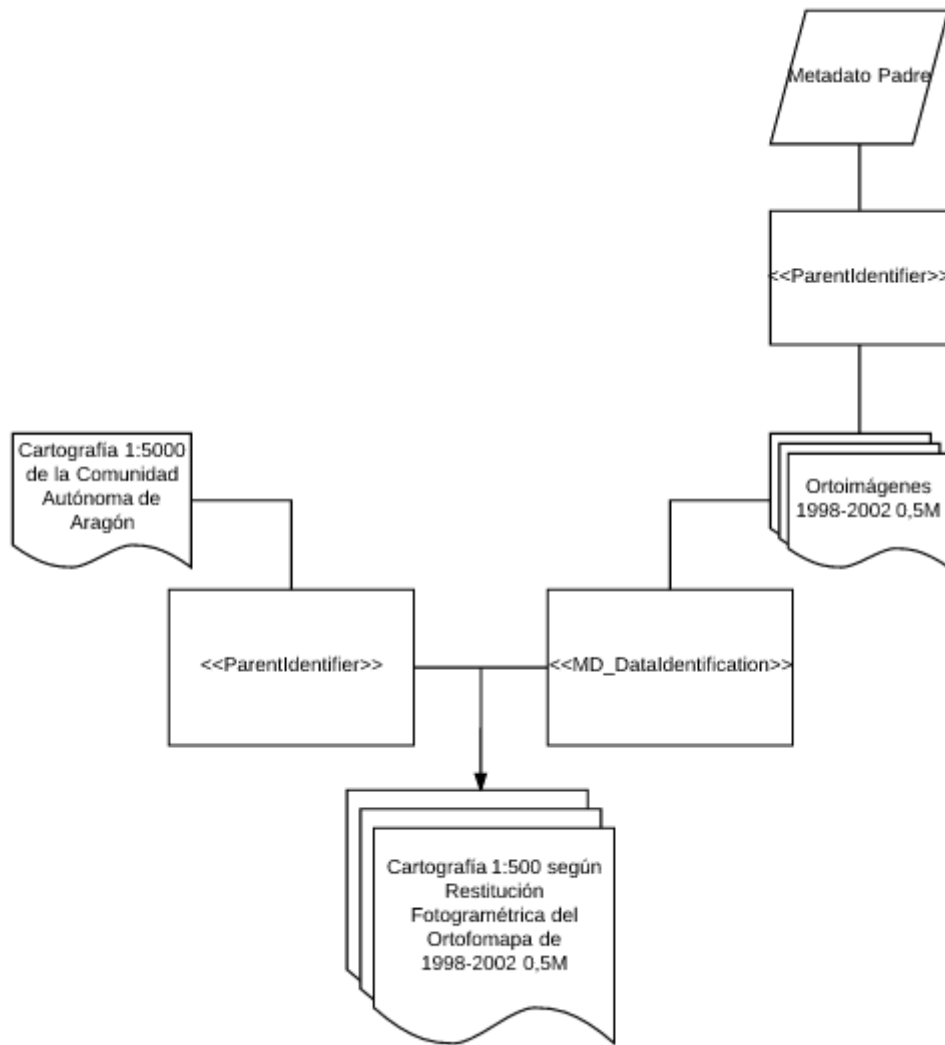 Metadato Padre
<<ParentIdentifier>>
Cartografía 1:5000
de la Comunidad
Autónoma de
Aragón
Ortoimágenes
1998-2002 0,5M
<<ParentIdentifier>>
<<MD_DataIdentification>>
Cartografía 1:500 según
Restitución
Fotogramétrica del
Ortofomapa de
1998-2002 0,5M